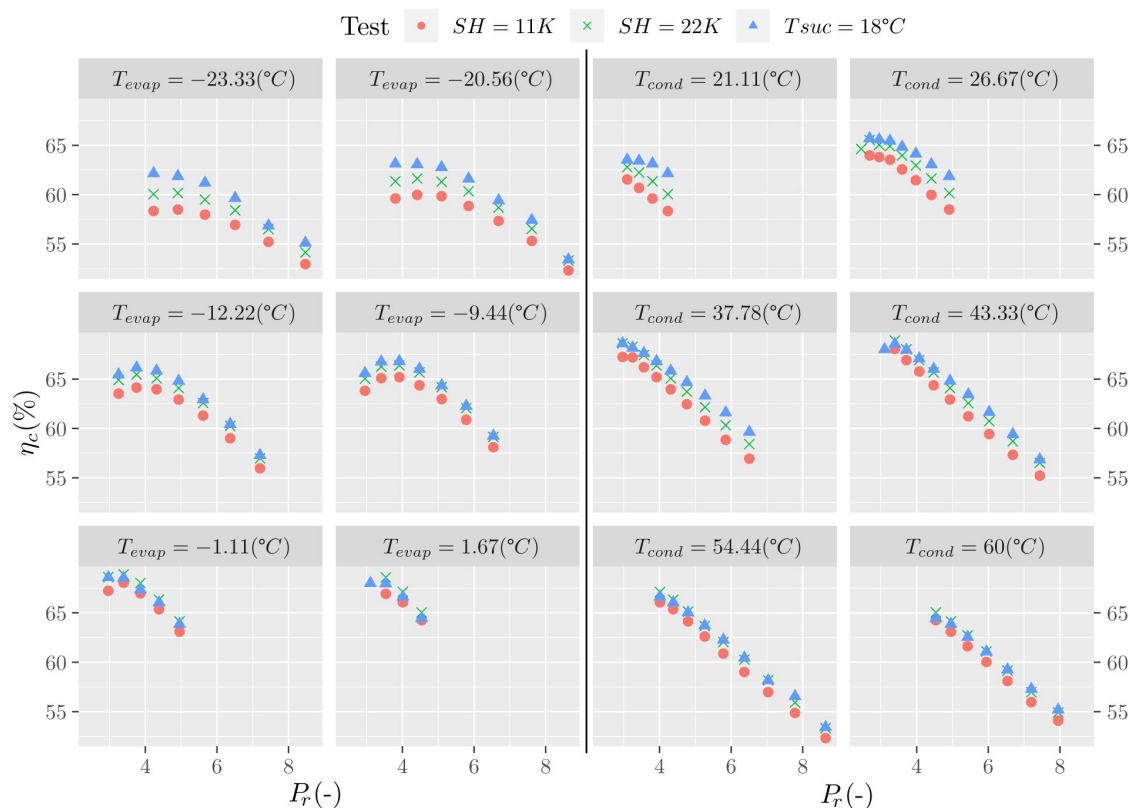 Test SH = 11K SH = 22K Tsuc = 18°C
T_evap = −23.33(°C) T_evap = −20.56(°C) T_cond = 21.11(°C) T_cond = 26.67(°C)
65 65
60 60
55 55
T_evap = −12.22(°C) T_evap = −9.44(°C) T_cond = 37.78(°C) T_cond = 43.33(°C)
65 65
60 60
55 55
η_c(%)
T_evap = −1.11(°C) T_evap = 1.67(°C) T_cond = 54.44(°C) T_cond = 60(°C)
65 65
60 60
55 55
4 6 8 4 6 8 4 6 8 4 6 8
P_r(-) P_r(-)